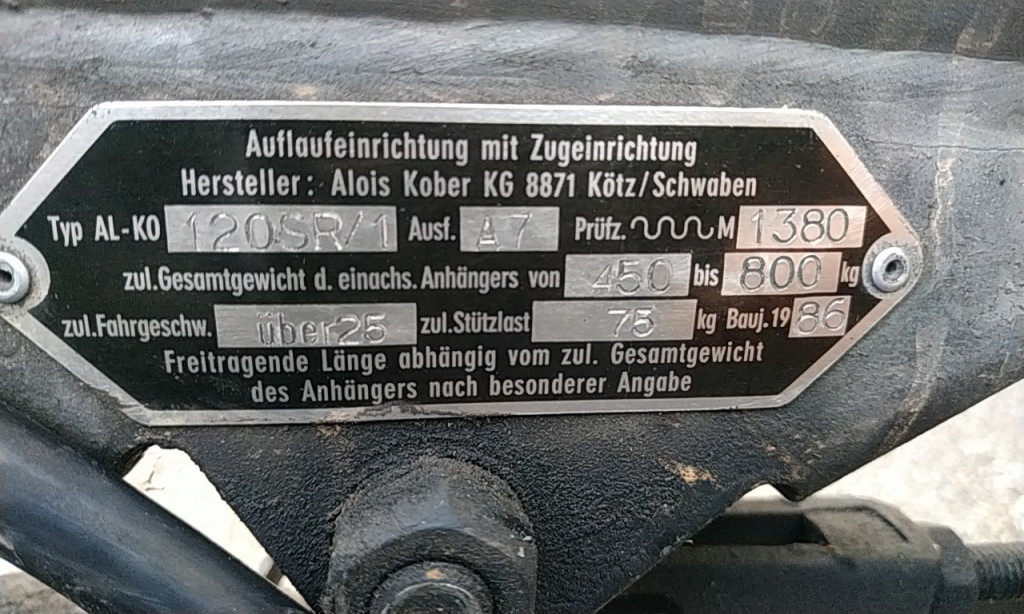 Auflaufeinrichtung mit Zugeinrichtung
Hersteller: Alois Kober KG 8871 Kötz/Schwaben
Typ AL-KO 120SR/1 Ausf. A7 Prüfz. M 1380
zul.Gesamtgewicht d. einachs. Anhängers von 450 bis 800 kg
zul.Fahrgeschw. über25 zul.Stützlast 75 kg Bauj.19 86
Freitragende Länge abhängig vom zul. Gesamtgewicht
des Anhängers nach besonderer Angabe